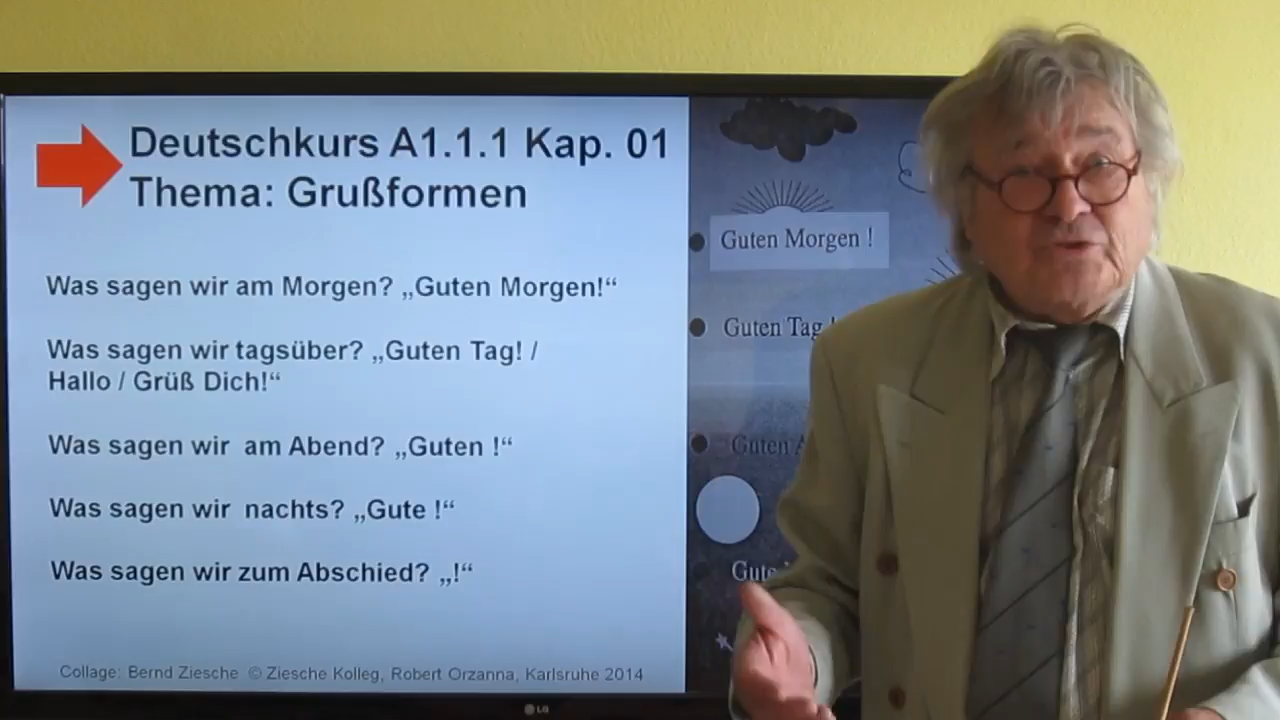 Deutschkurs A1.1.1 Kap. 01
Thema: Grußformen
Was sagen wir am Morgen? „Guten Morgen!“
Was sagen wir tagsüber? „Guten Tag! /
Hallo / Grüß Dich!“
Was sagen wir am Abend? „Guten !“
Was sagen wir nachts? „Gute !“
Was sagen wir zum Abschied? „!“
Collage: Bernd Ziesche © Ziesche Kolleg, Robert Orzanna, Karlsruhe 2014
Guten Morgen !
Guten Tag !
Guten
Gute
LG